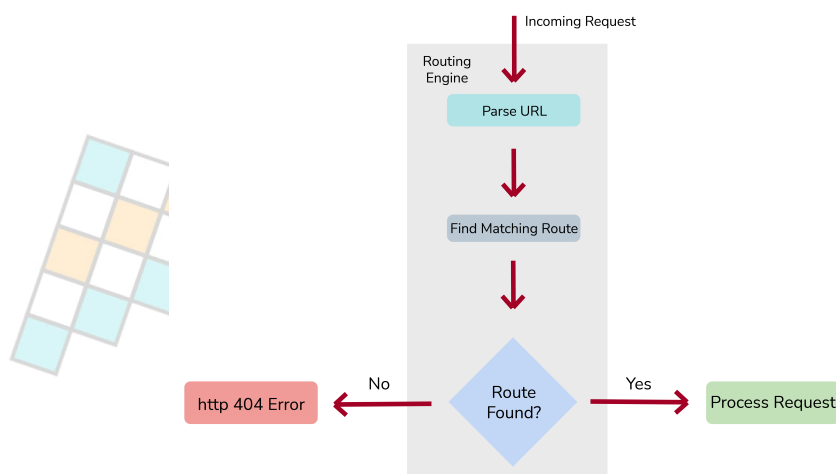 Incoming Request
Routing
Engine
Parse URL
Find Matching Route
Route
Found?
No
Yes
http 404 Error
Process Request